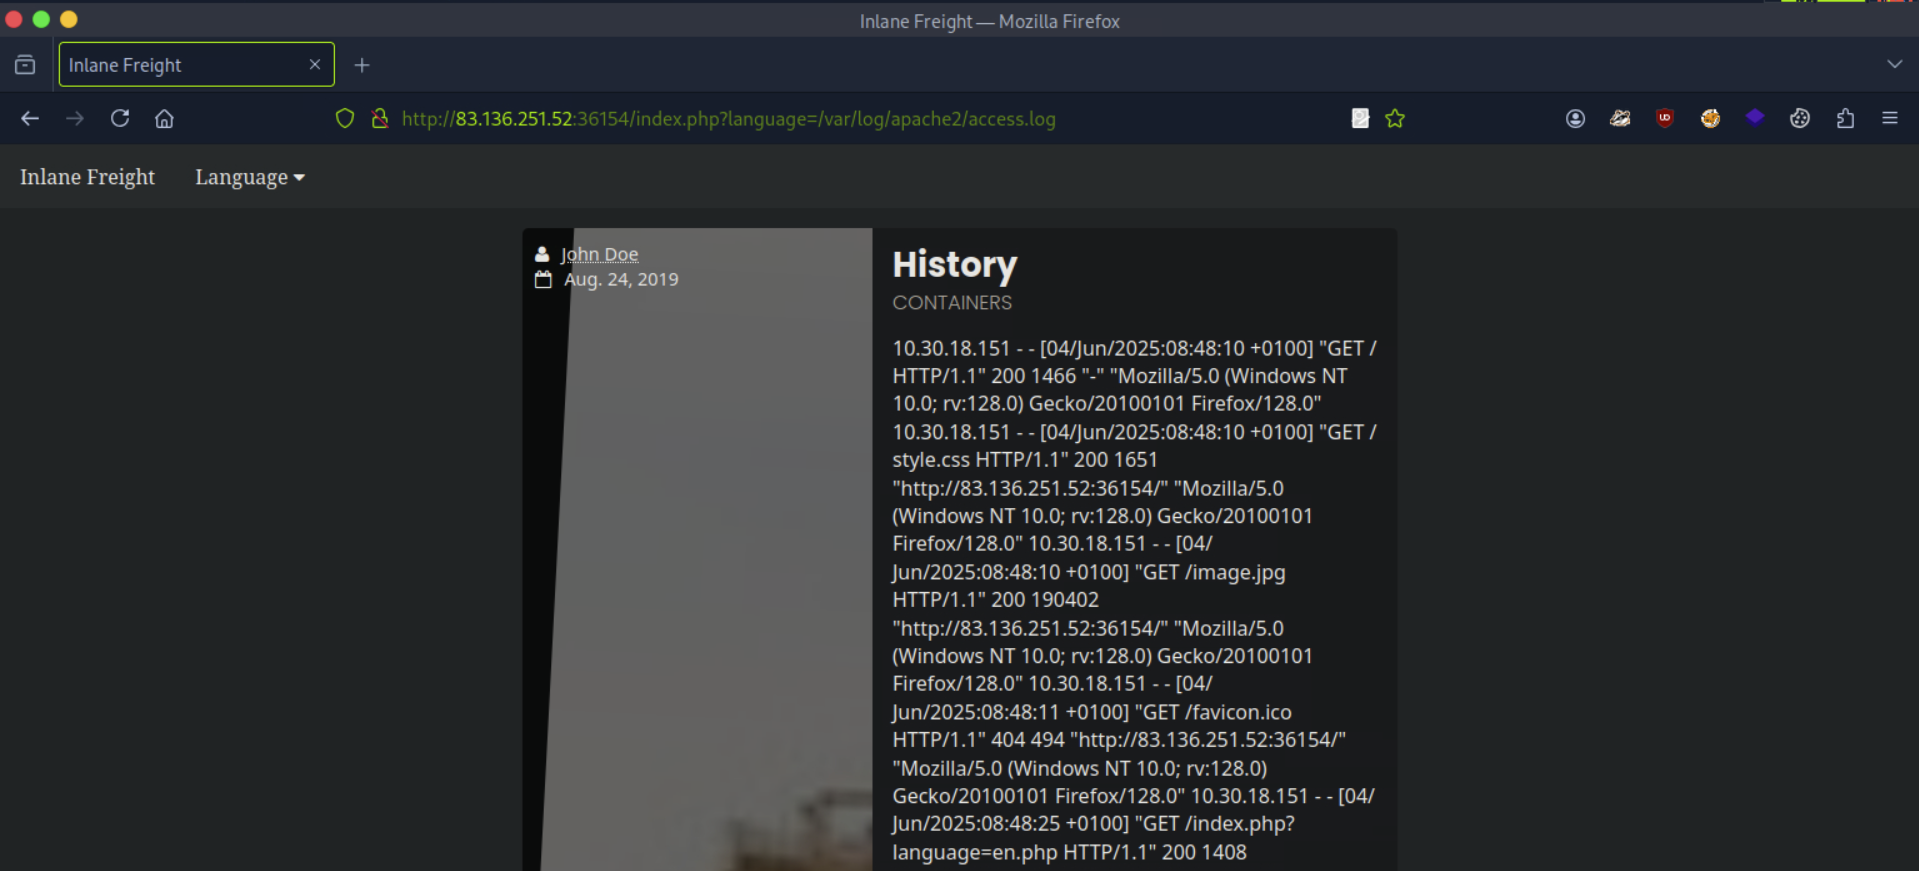 Inlane Freight — Mozilla Firefox
Inlane Freight
http://83.136.251.52:36154/index.php?language=/var/log/apache2/access.log
Inlane Freight Language
John Doe
Aug. 24, 2019
History
CONTAINERS
10.30.18.151 - - [04/Jun/2025:08:48:10 +0100] "GET /
HTTP/1.1" 200 1466 "-" "Mozilla/5.0 (Windows NT
10.0; rv:128.0) Gecko/20100101 Firefox/128.0"
10.30.18.151 - - [04/Jun/2025:08:48:10 +0100] "GET /
style.css HTTP/1.1" 200 1651
"http://83.136.251.52:36154/" "Mozilla/5.0
(Windows NT 10.0; rv:128.0) Gecko/20100101
Firefox/128.0" 10.30.18.151 - - [04/
Jun/2025:08:48:10 +0100] "GET /image.jpg
HTTP/1.1" 200 190402
"http://83.136.251.52:36154/" "Mozilla/5.0
(Windows NT 10.0; rv:128.0) Gecko/20100101
Firefox/128.0" 10.30.18.151 - - [04/
Jun/2025:08:48:11 +0100] "GET /favicon.ico
HTTP/1.1" 404 494 "http://83.136.251.52:36154/"
"Mozilla/5.0 (Windows NT 10.0; rv:128.0)
Gecko/20100101 Firefox/128.0" 10.30.18.151 - - [04/
Jun/2025:08:48:25 +0100] "GET /index.php?
language=en.php HTTP/1.1" 200 1408